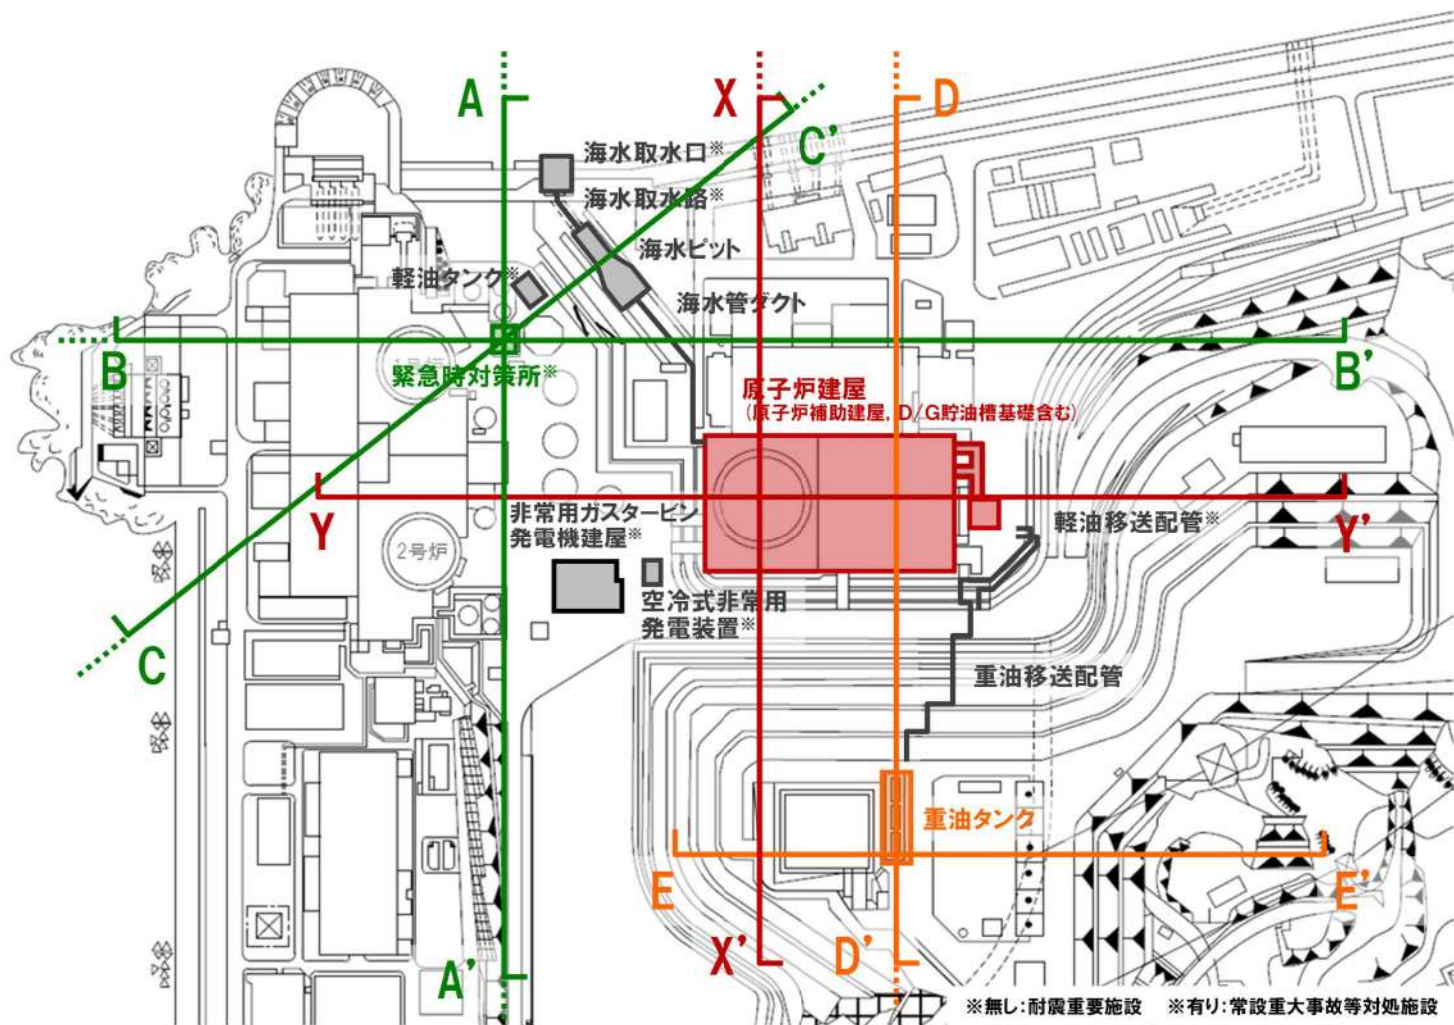 A
X
D
C'
海水取水口※
海水取水路※
海水ピット
軽油タンク※
海水管ダクト
B
B'
1号炉
緊急時対策所※
原子炉建屋
(原子炉補助建屋, D/G貯油槽基礎含む)
Y
Y'
非常用ガスタービン
発電機建屋※
軽油移送配管※
2号炉
空冷式非常用
発電装置※
C
重油移送配管
重油タンク
E
E'
A'
X'
D'
※無し:耐震重要施設 ※有り:常設重大事故等対処施設